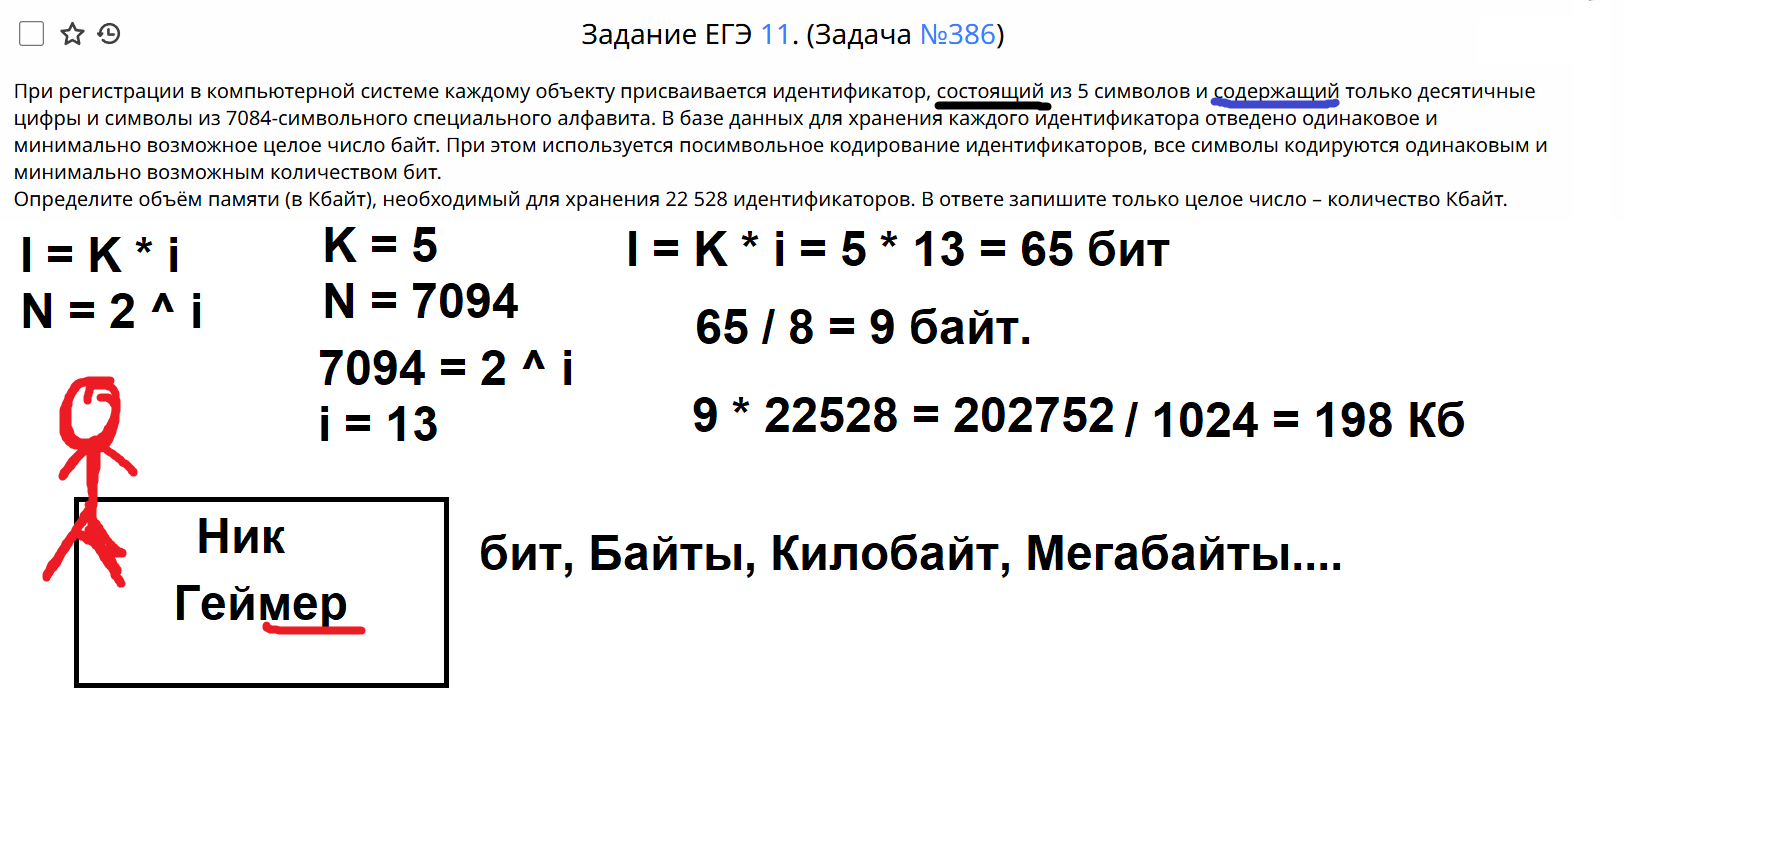 Задание ЕГЭ 11. (Задача №386)
При регистрации в компьютерной системе каждому объекту присваивается идентификатор, состоящий из 5 символов и содержащий только десятичные
цифры и символы из 7084-символьного специального алфавита. В базе данных для хранения каждого идентификатора отведено одинаковое и
минимально возможное целое число байт. При этом используется посимвольное кодирование идентификаторов, все символы кодируются одинаковым и
минимально возможным количеством бит.
Определите объём памяти (в Кбайт), необходимый для хранения 22 528 идентификаторов. В ответе запишите только целое число – количество Кбайт.
I = K * i
N = 2 ^ i
K = 5
N = 7094
7094 = 2 ^ i
i = 13
I = K * i = 5 * 13 = 65 бит
65 / 8 = 9 байт.
9 * 22528 = 202752 / 1024 = 198 Кб
Ник
Геймер
бит, Байты, Килобайт, Мегабайты....